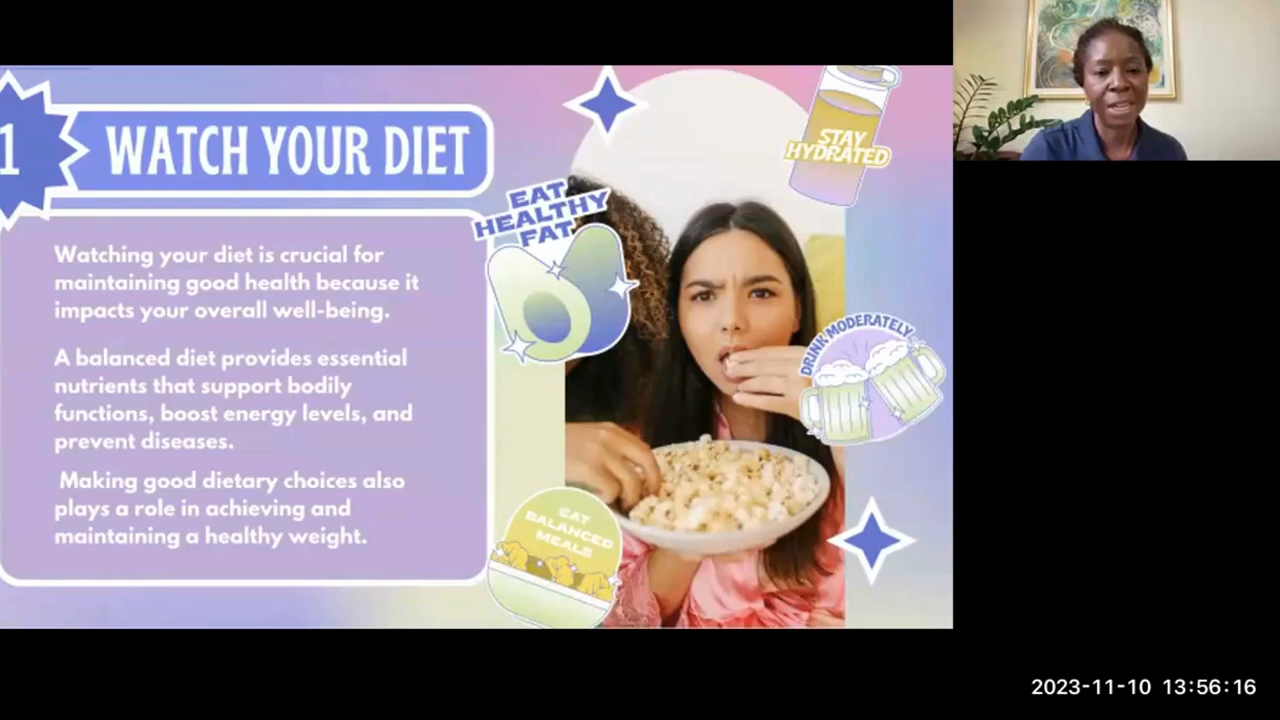 1
WATCH YOUR DIET
Watching your diet is crucial for
maintaining good health because it
impacts your overall well-being.
A balanced diet provides essential
nutrients that support bodily
functions, boost energy levels, and
prevent diseases.
Making good dietary choices also
plays a role in achieving and
maintaining a healthy weight.
EAT
HEALTHY
FAT
STAY
HYDRATED
DRINK MODERATELY
EAT
BALANCED
MEALS
2023-11-10 13:56:16